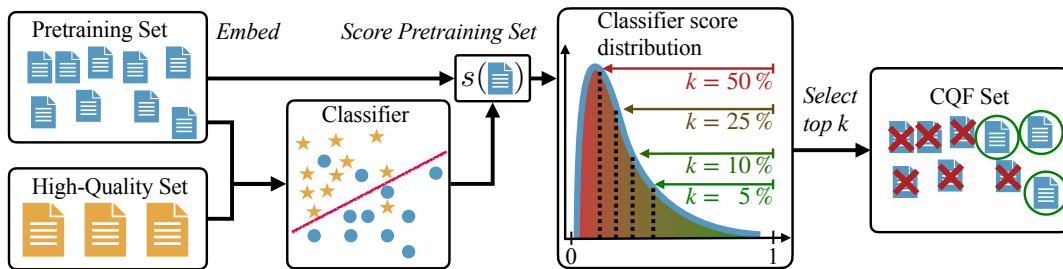 Pretraining Set
Embed
Score Pretraining Set
s( )
Classifier
High-Quality Set
Classifier score
distribution
k = 50 %
k = 25 %
k = 10 %
k = 5 %
0
1
Select
top k
CQF Set